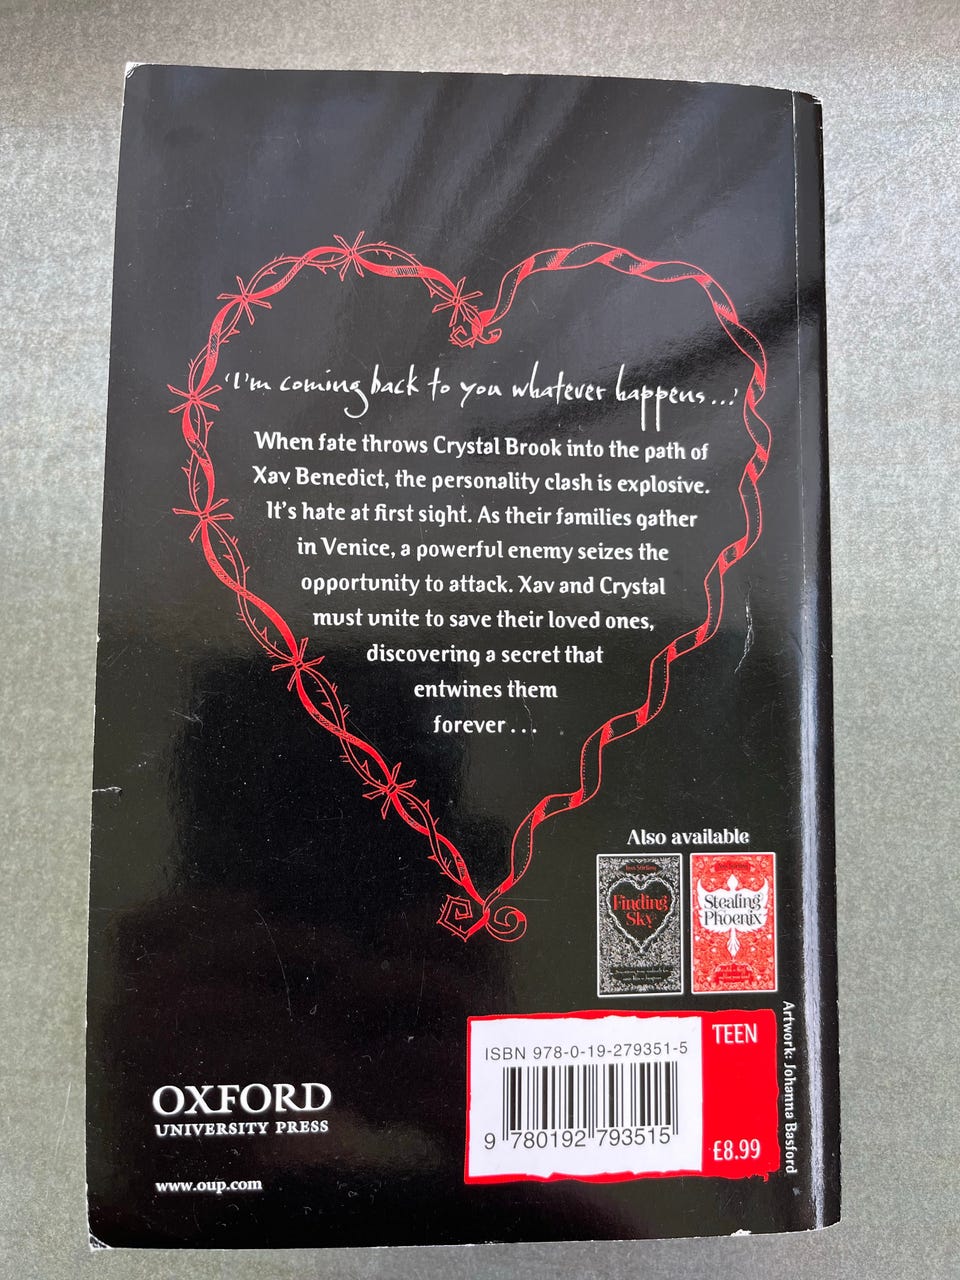 ‘I’m coming back to you whatever happens...’
When fate throws Crystal Brook into the path of
Xav Benedict, the personality clash is explosive.
It’s hate at first sight. As their families gather
in Venice, a powerful enemy seizes the
opportunity to attack. Xav and Crystal
must unite to save their loved ones,
discovering a secret that
entwines them
forever...
Also available
Finding
Sky
Stealing
Phoenix
ISBN 978-0-19-279351-5
9 780192 793515
TEEN
£8.99
Artwork: Johanna Basford
OXFORD
UNIVERSITY PRESS
www.oup.com